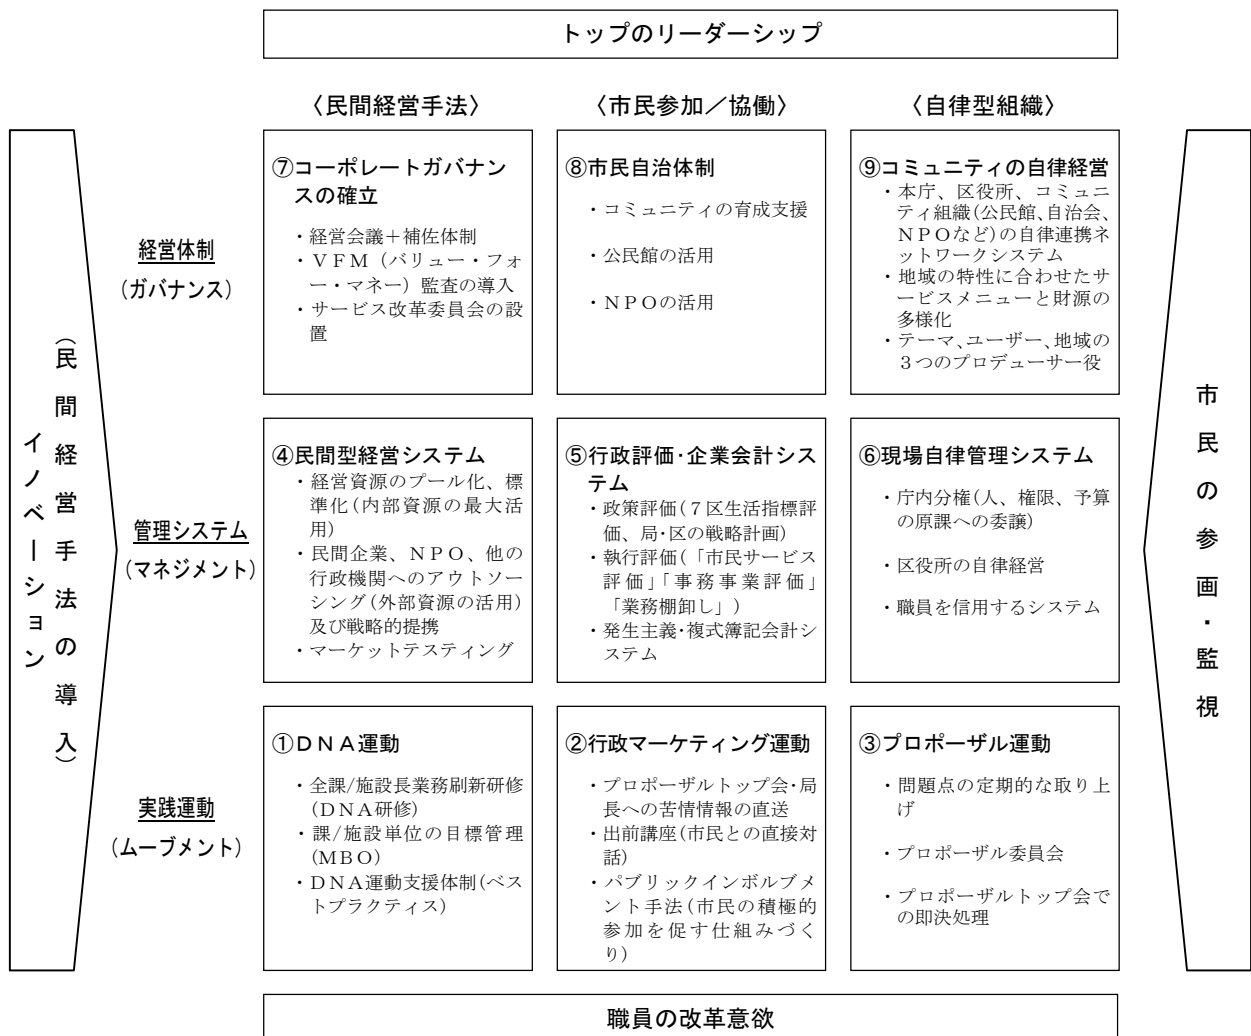 トップのリーダーシップ
〈民間経営手法〉
〈市民参加／協働〉
〈自律型組織〉
イノベーション
（民間経営手法の導入）
経営体制
（ガバナンス）
⑦コーポレートガバナン
スの確立
・経営会議＋補佐体制
・ＶＦＭ（バリュー・フォ
ー・マネー）監査の導入
・サービス改革委員会の設
置
⑧市民自治体制
・コミュニティの育成支援
・公民館の活用
・ＮＰＯの活用
⑨コミュニティの自律経営
・本庁、区役所、コミュニ
ティ組織(公民館、自治会、
ＮＰＯなど)の自律連携ネ
ットワークシステム
・地域の特性に合わせたサ
ービスメニューと財源の
多様化
・テーマ、ユーザー、地域の
３つのプロデューサー役
管理システム
（マネジメント）
④民間型経営システム
・経営資源のプール化、標
準化(内部資源の最大活
用)
・民間企業、ＮＰＯ、他の
行政機関へのアウトソー
シング(外部資源の活用)
及び戦略的提携
・マーケットテスティング
⑤行政評価･企業会計シス
テム
・政策評価(７区生活指標評
価、局･区の戦略計画)
・執行評価(「市民サービス
評価」「事務事業評価」
「業務棚卸し」)
・発生主義･複式簿記会計シ
ステム
⑥現場自律管理システム
・庁内分権(人、権限、予算
の原課への委譲)
・区役所の自律経営
・職員を信用するシステム
実践運動
（ムーブメント）
①ＤＮＡ運動
・全課/施設長業務刷新研修
(ＤＮＡ研修)
・課/施設単位の目標管理
(ＭＢＯ)
・ＤＮＡ運動支援体制(ベス
トプラクティス)
②行政マーケティング運動
・プロポーザルトップ会･局
長への苦情情報の直送
・出前講座(市民との直接対
話)
・パブリックインボルブメ
ント手法(市民の積極的
参加を促す仕組みづく
り)
③プロポーザル運動
・問題点の定期的な取り上
げ
・プロポーザル委員会
・プロポーザルトップ会で
の即決処理
市民の参画・監視
職員の改革意欲